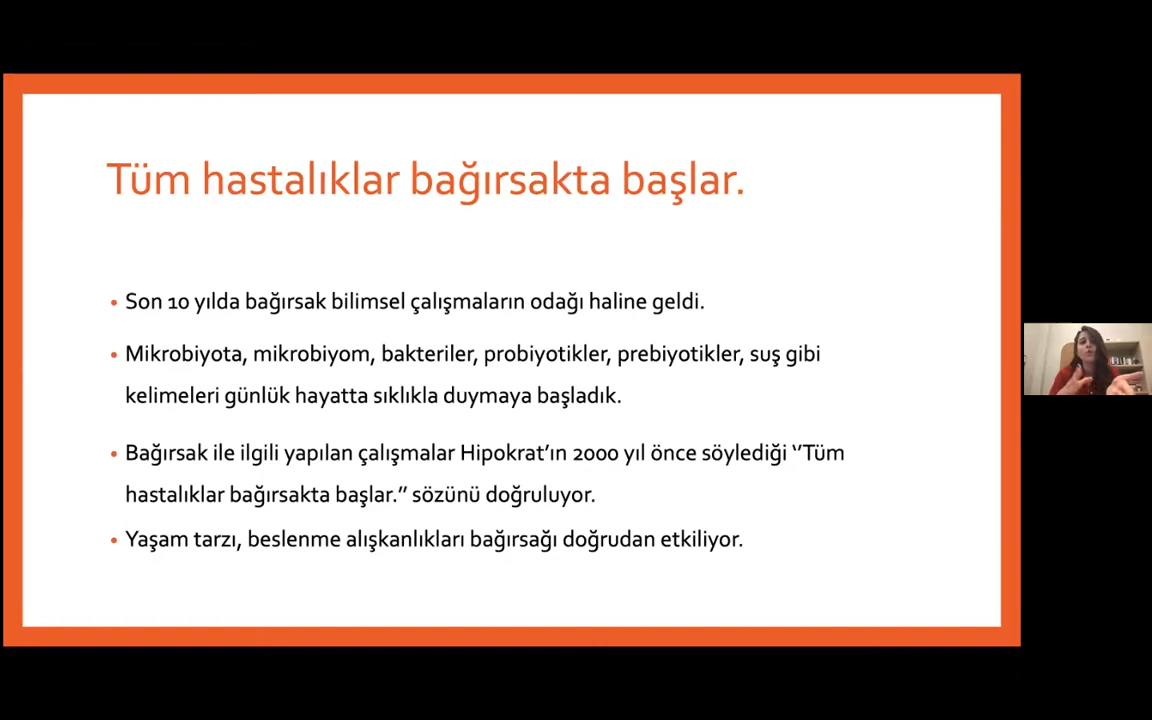 Tüm hastalıklar bağırsakta başlar.
• Son 10 yılda bağırsak bilimsel çalışmaların odağı haline geldi.
• Mikrobiyota, mikrobiyom, bakteriler, probiyotikler, prebiyotikler, suş gibi
kelimeleri günlük hayatta sıklıkla duymaya başladık.
• Bağırsak ile ilgili yapılan çalışmalar Hipokrat’ın 2000 yıl önce söylediği ‘’Tüm
hastalıklar bağırsakta başlar.’’ sözünü doğruluyor.
• Yaşam tarzı, beslenme alışkanlıkları bağırsağı doğrudan etkiliyor.